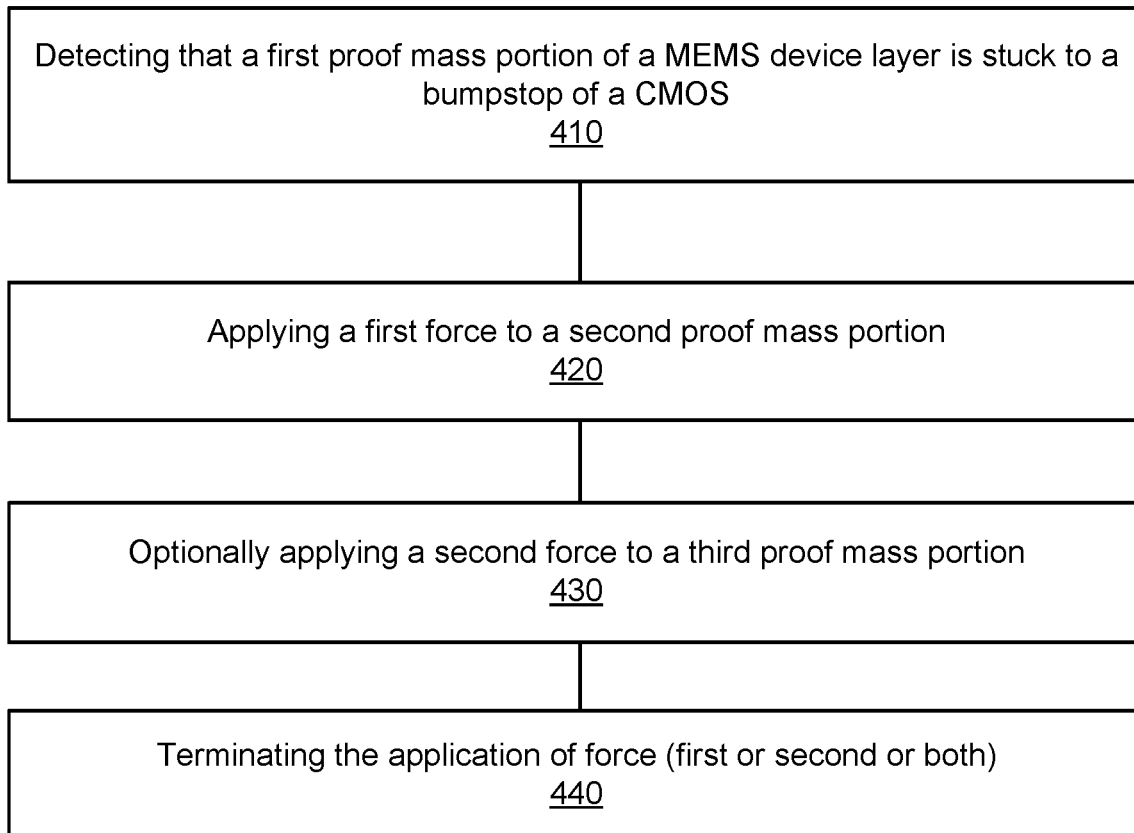 Detecting that a first proof mass portion of a MEMS device layer is stuck to a
bumpstop of a CMOS
410
Applying a first force to a second proof mass portion
420
Optionally applying a second force to a third proof mass portion
430
Terminating the application of force (first or second or both)
440